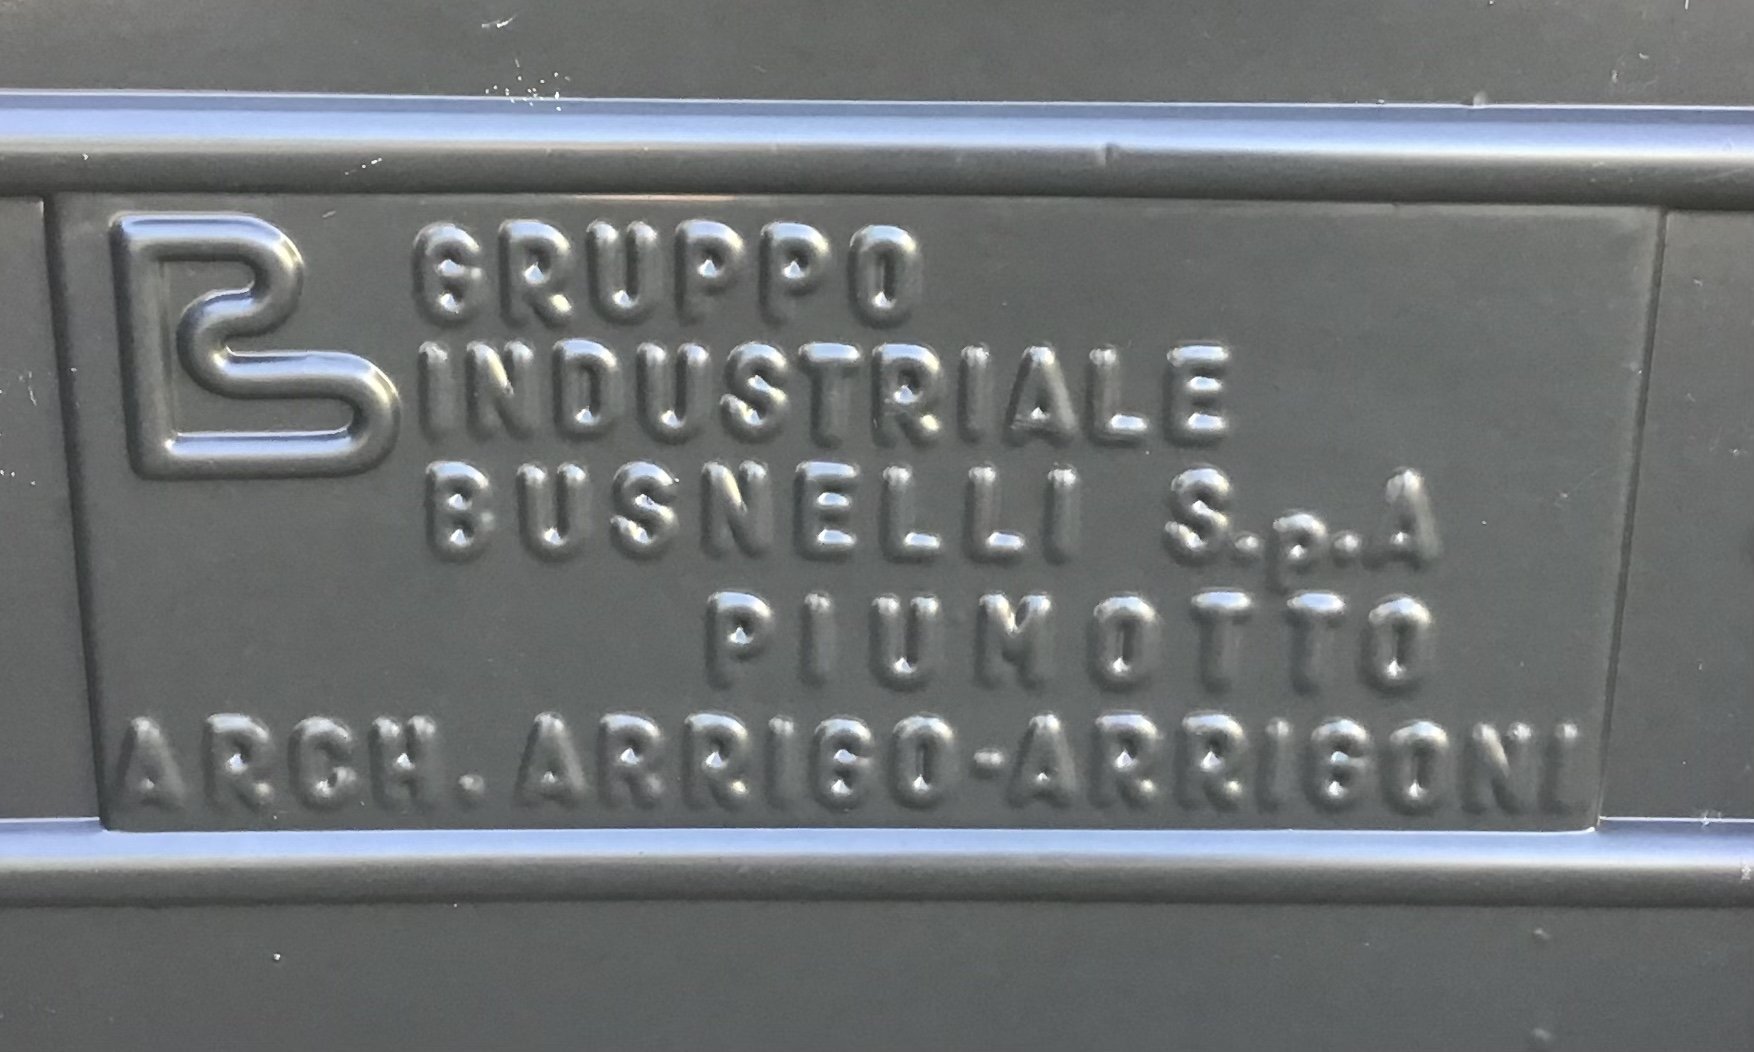 GRUPPO
INDUSTRIALE
BUSNELLI S.p.A
PIUMOTTO
ARCH. ARRIGO-ARRIGONI